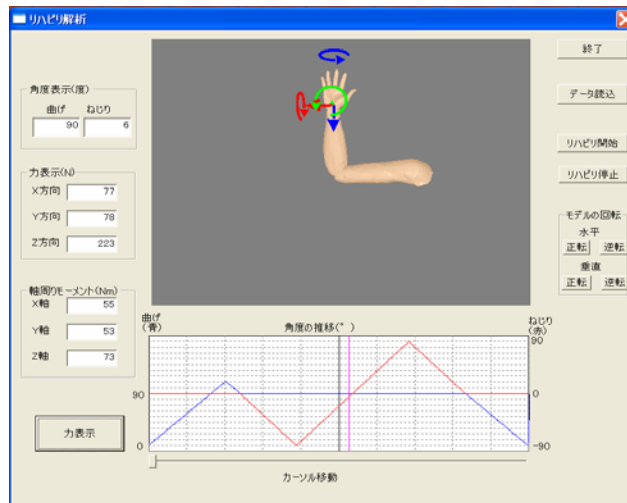 リハビリ解析
終了
データ読込
リハビリ開始
リハビリ停止
モデルの回転
水平
正転 逆転
垂直
正転 逆転
角度表示(度)
曲げ ねじり
90 6
力表示(N)
X方向 77
Y方向 78
Z方向 223
軸周りモーメント(Nm)
X軸 55
Y軸 53
Z軸 73
力表示
曲げ
(青)
角度の推移(°)
ねじり
(赤)
90
90
0
0
-90
カーソル移動